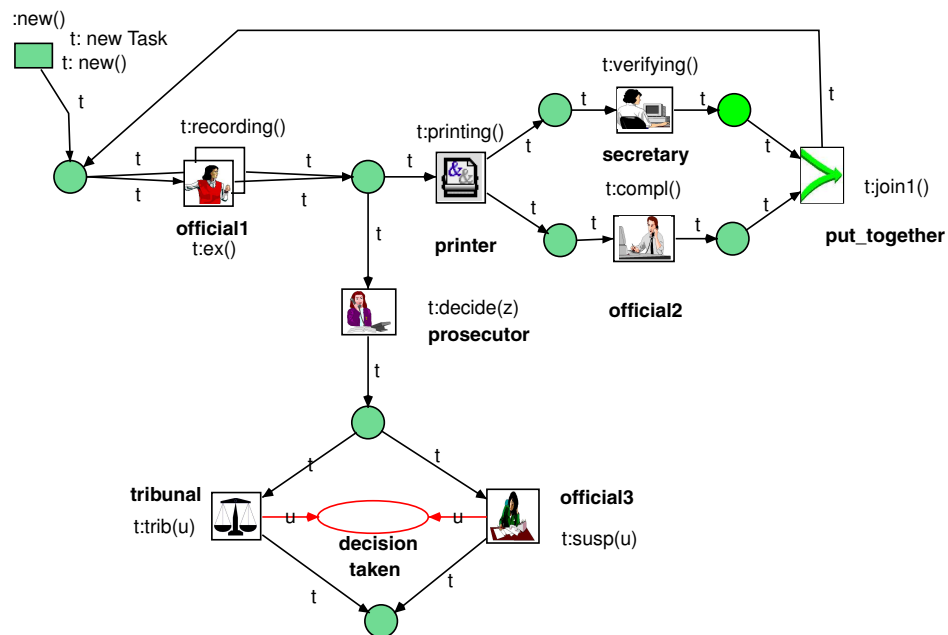 :new()
t: new Task
t: new()
t
t
t:recording()
t
t
t
t
official1
t:ex()
t
t:printing()
&
&
&
printer
t
t
t
t:verifying()
t
secretary
t:compl()
t
t
official2
t
t
t
t:join1()
put_together
t
t:decide(z)
prosecutor
t
t
t
tribunal
t:trib(u)
u
u
decision
taken
official3
t:susp(u)
t
t